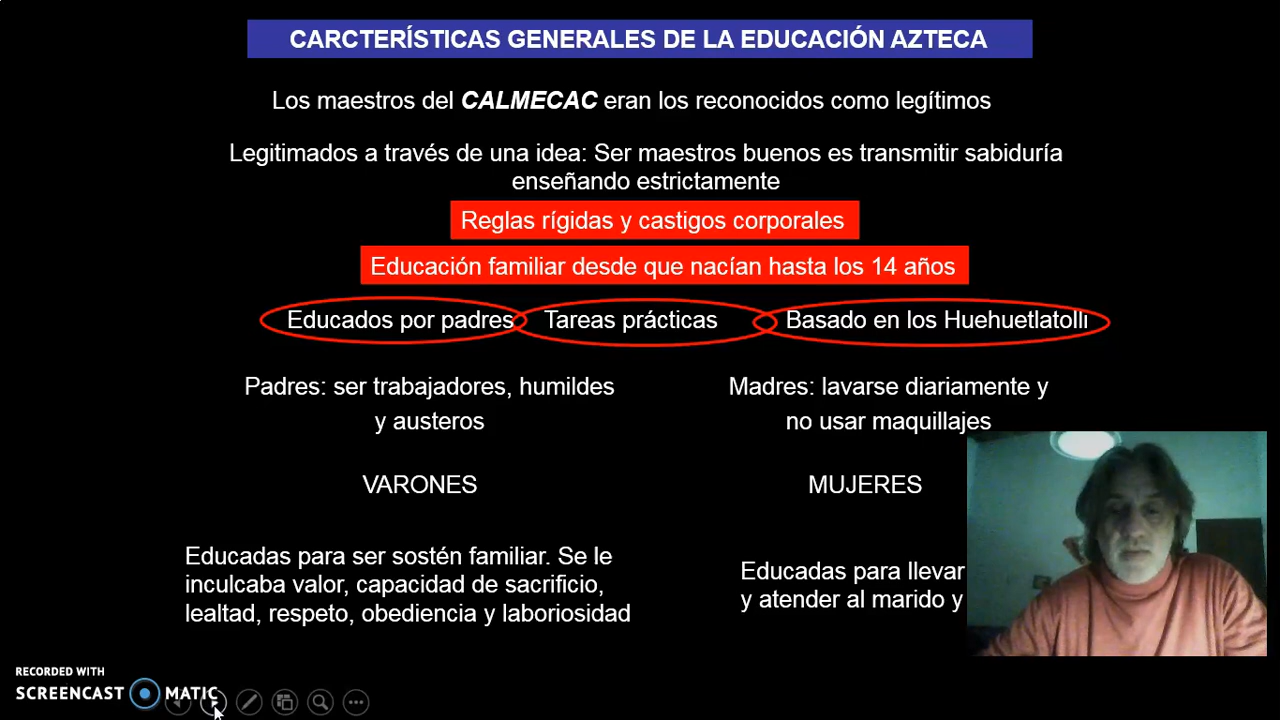 CARCTERÍSTICAS GENERALES DE LA EDUCACIÓN AZTECA
Los maestros del CALMECAC eran los reconocidos como legítimos
Legitimados a través de una idea: Ser maestros buenos es transmitir sabiduría
enseñando estrictamente
Reglas rígidas y castigos corporales
Educación familiar desde que nacían hasta los 14 años
Educados por padres
Tareas prácticas
Basado en los Huehuetlatolli
Padres: ser trabajadores, humildes
y austeros
Madres: lavarse diariamente y
no usar maquillajes
VARONES
MUJERES
Educadas para ser sostén familiar. Se le
inculcaba valor, capacidad de sacrificio,
lealtad, respeto, obediencia y laboriosidad
Educadas para llevar
y atender al marido y
RECORDED WITH
SCREENCAST MATIC